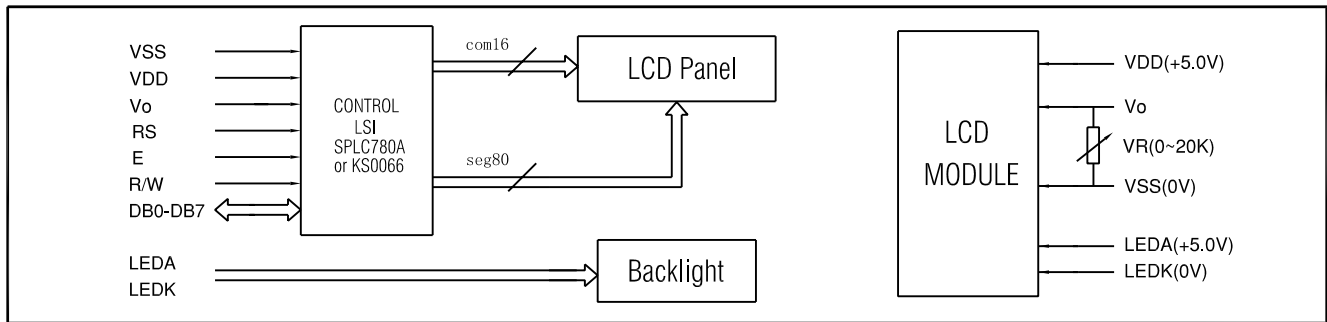 VSS
VDD
Vo
RS
E
R/W
DB0-DB7
LEDA
LEDK
CONTROL
LSI
SPLC780A
or KS0066
com16
seg80
LCD Panel
Backlight
LCD
MODULE
VDD(+5.0V)
Vo
VR(0~20K)
VSS(0V)
LEDA(+5.0V)
LEDK(0V)